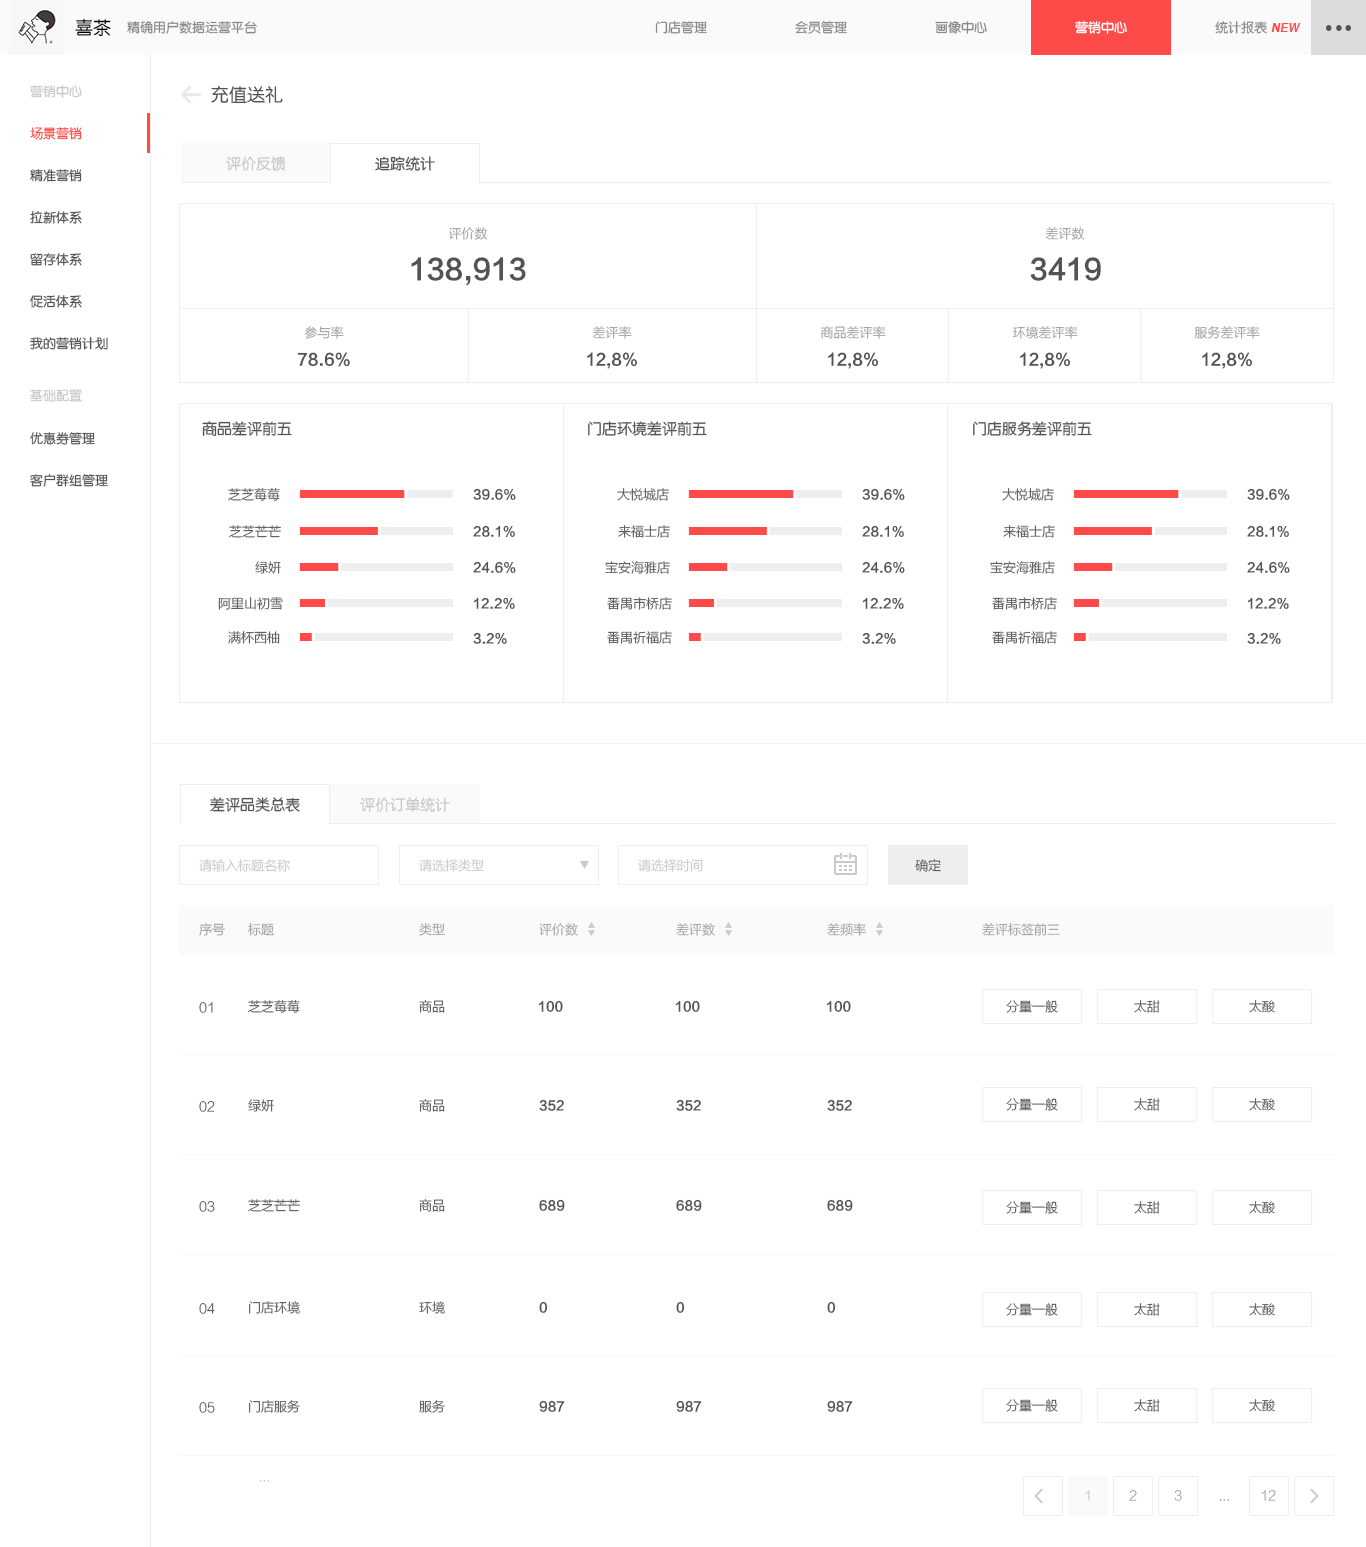 喜茶 精确用户数据运营平台 门店管理 会员管理 画像中心 营销中心 统计报表 NEW
营销中心
场景营销
精准营销
拉新体系
留存体系
促活体系
我的营销计划
基础配置
优惠券管理
客户群组管理
充值送礼
评价反馈 追踪统计
评价数 差评数
138,913 3419
参与率 差评率 商品差评率 环境差评率 服务差评率
78.6% 12,8% 12,8% 12,8% 12,8%
商品差评前五
芝芝莓莓 39.6%
芝芝芒芒 28.1%
绿妍 24.6%
阿里山初雪 12.2%
满杯西柚 3.2%
门店环境差评前五
大悦城店 39.6%
来福士店 28.1%
宝安海雅店 24.6%
番禺市桥店 12.2%
番禺祈福店 3.2%
门店服务差评前五
大悦城店 39.6%
来福士店 28.1%
宝安海雅店 24.6%
番禺市桥店 12.2%
番禺祈福店 3.2%
差评品类总表 评价订单统计
请输入标题名称 请选择类型 请选择时间 确定
序号 标题 类型 评价数 差评数 差频率 差评标签前三
01 芝芝莓莓 商品 100 100 100 分量一般 太甜 太酸
02 绿妍 商品 352 352 352 分量一般 太甜 太酸
03 芝芝芒芒 商品 689 689 689 分量一般 太甜 太酸
04 门店环境 环境 0 0 0 分量一般 太甜 太酸
05 门店服务 服务 987 987 987 分量一般 太甜 太酸
...
1 2 3 ... 12